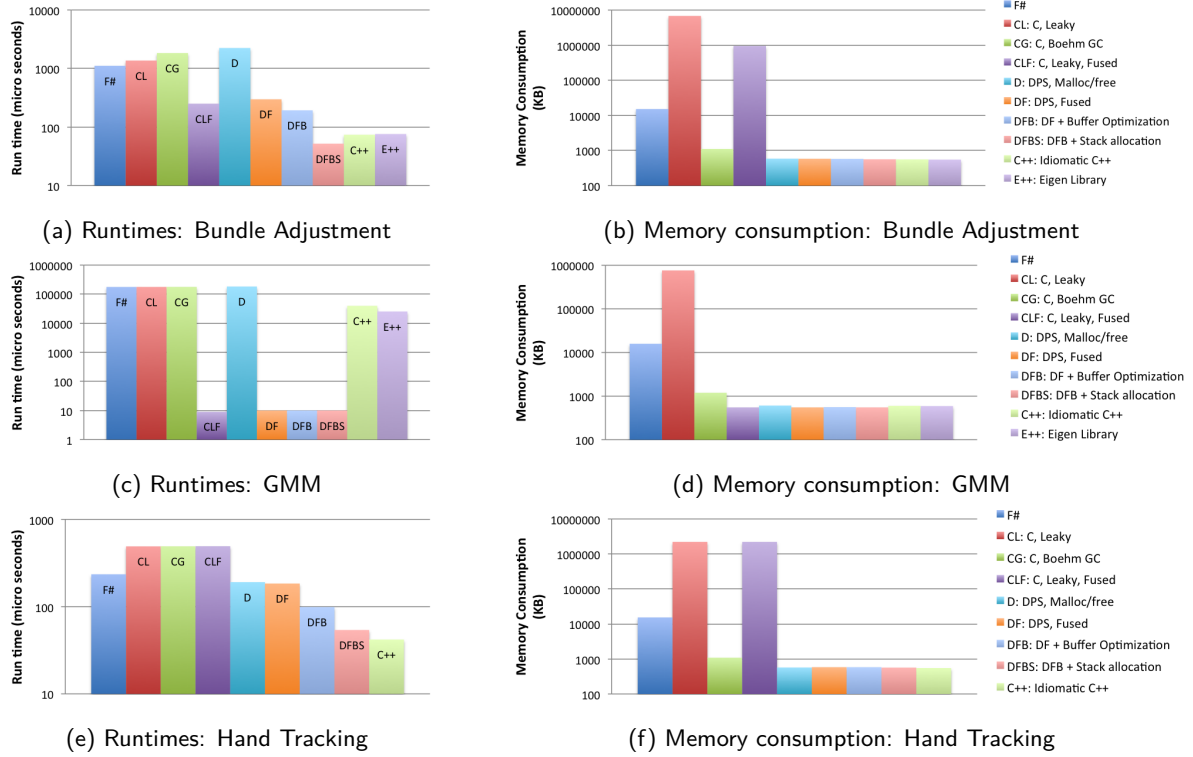 Run time (micro seconds)
10000
1000
100
10
F#
CL
CG
CLF
D
DF
DFB
DFBS
C++
E++
(a) Runtimes: Bundle Adjustment
Memory Consumption
(KB)
10000000
1000000
100000
10000
1000
100
F#
CL: C, Leaky
CG: C, Boehm GC
CLF: C, Leaky, Fused
D: DPS, Malloc/free
DF: DPS, Fused
DFB: DF + Buffer Optimization
DFBS: DFB + Stack allocation
C++: Idiomatic C++
E++: Eigen Library
(b) Memory consumption: Bundle Adjustment
Run time (micro seconds)
1000000
100000
10000
1000
100
10
1
F#
CL
CG
CLF
D
DF
DFB
DFBS
C++
E++
(c) Runtimes: GMM
Memory Consumption
(KB)
1000000
100000
10000
1000
100
F#
CL: C, Leaky
CG: C, Boehm GC
CLF: C, Leaky, Fused
D: DPS, Malloc/free
DF: DPS, Fused
DFB: DF + Buffer Optimization
DFBS: DFB + Stack allocation
C++: Idiomatic C++
E++: Eigen Library
(d) Memory consumption: GMM
Run time (micro seconds)
1000
100
10
F#
CL
CG
CLF
D
DF
DFB
DFBS
C++
(e) Runtimes: Hand Tracking
Memory Consumption
(KB)
10000000
1000000
100000
10000
1000
100
F#
CL: C, Leaky
CG: C, Boehm GC
CLF: C, Leaky, Fused
D: DPS, Malloc/free
DF: DPS, Fused
DFB: DF + Buffer Optimization
DFBS: DFB + Stack allocation
C++: Idiomatic C++
(f) Memory consumption: Hand Tracking